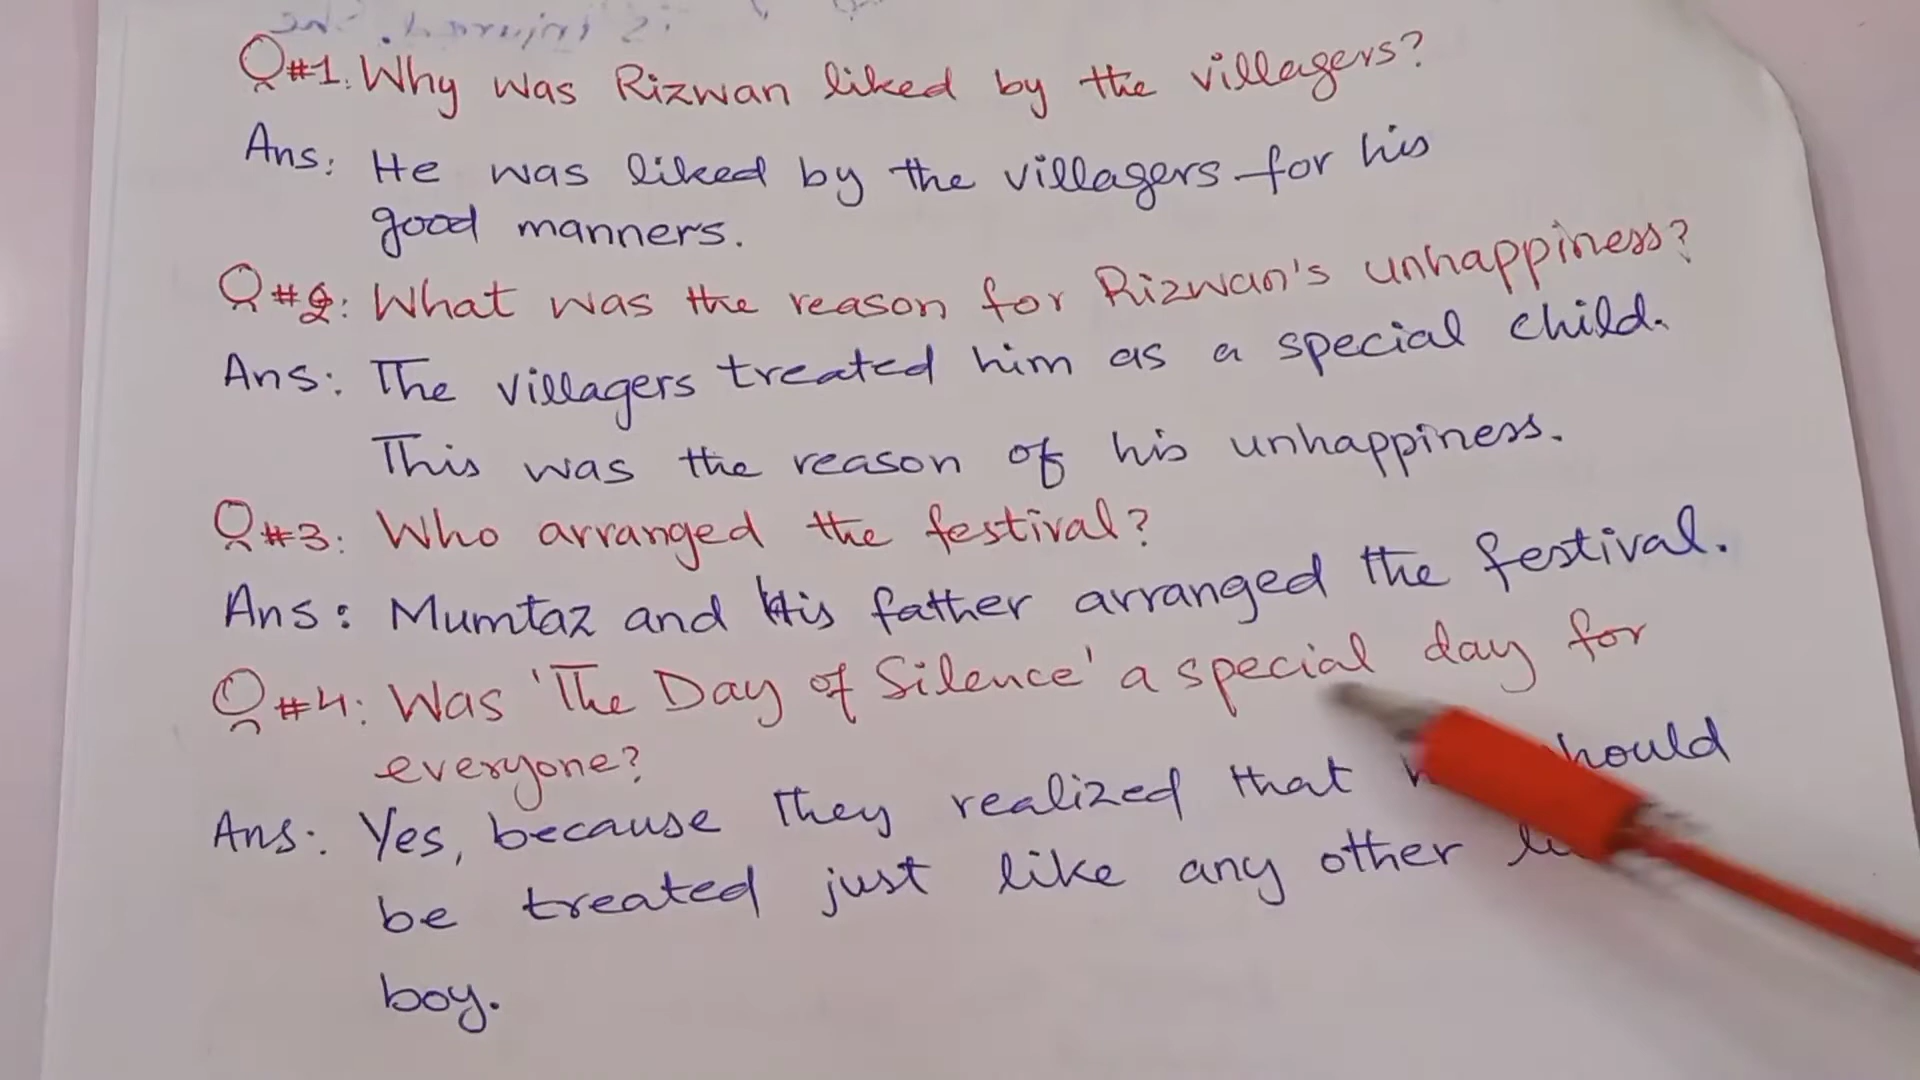 Q#1: Why was Rizwan liked by the villagers?
Ans: He was liked by the villagers for his
good manners.
Q#2: What was the reason for Rizwan's unhappiness?
Ans: The villagers treated him as a special child.
This was the reason of his unhappiness.
Q#3: Who arranged the festival?
Ans: Mumtaz and His father arranged the festival.
Q#4: Was 'The Day of Silence' a special day for
everyone?
Ans: Yes, because they realized that should
be treated just like any other
boy.